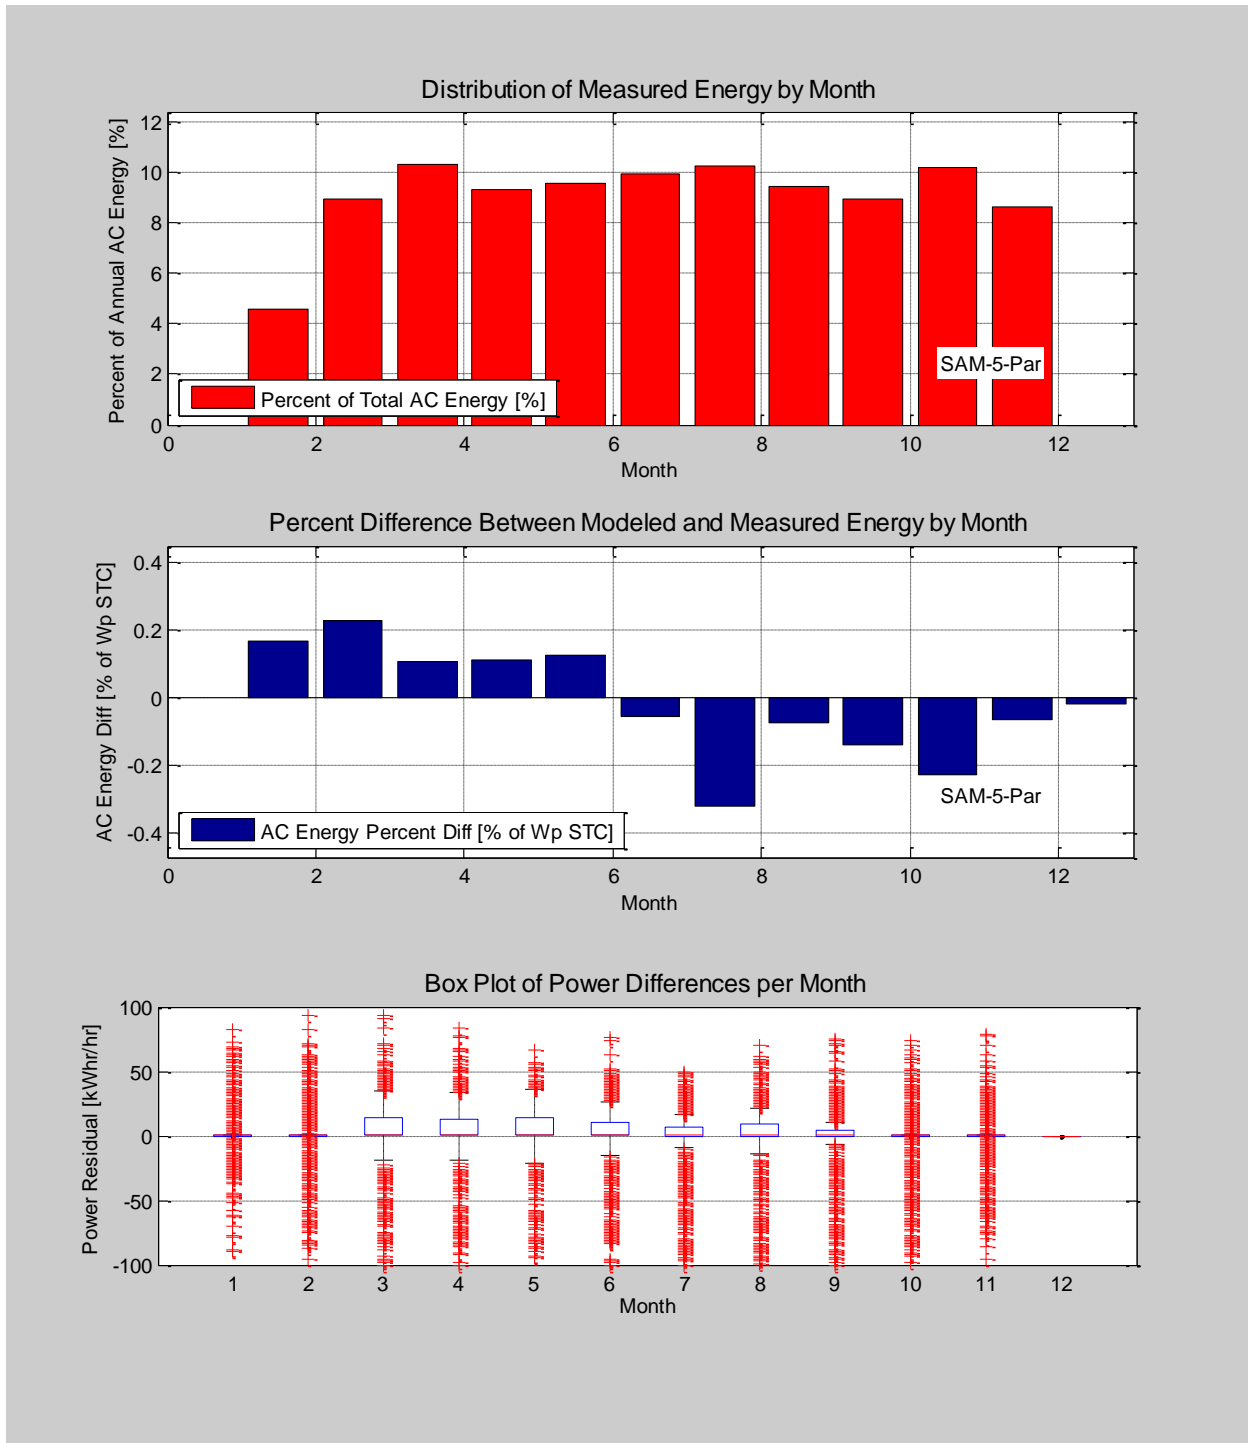 Distribution of Measured Energy by Month
Percent of Annual AC Energy [%]
12
10
8
6
4
2
0
SAM-5-Par
Percent of Total AC Energy [%]
0 2 4 6 8 10 12
Month
Percent Difference Between Modeled and Measured Energy by Month
AC Energy Diff [% of Wp STC]
0.4
0.2
0
-0.2
-0.4
SAM-5-Par
AC Energy Percent Diff [% of Wp STC]
0 2 4 6 8 10 12
Month
Box Plot of Power Differences per Month
Power Residual [kWhr/hr]
100
50
0
-50
-100
1 2 3 4 5 6 7 8 9 10 11 12
Month